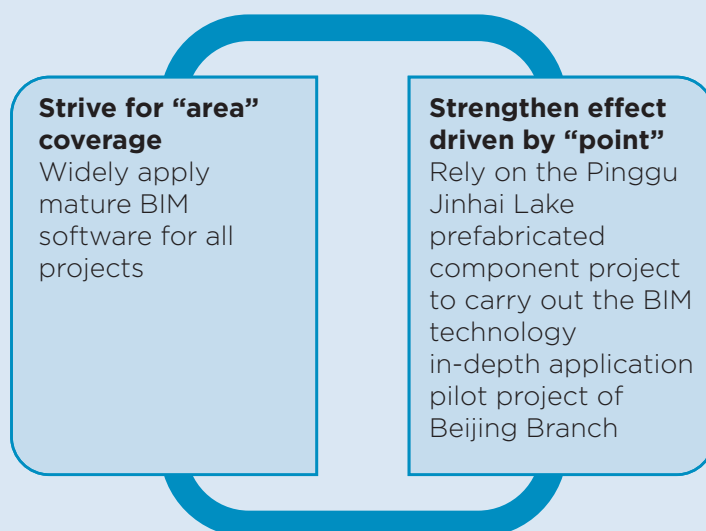 Strive for “area”
coverage
Widely apply
mature BIM
software for all
projects
Strengthen effect
driven by “point”
Rely on the Pinggu
Jinhai Lake
prefabricated
component project
to carry out the BIM
technology
in-depth application
pilot project of
Beijing Branch